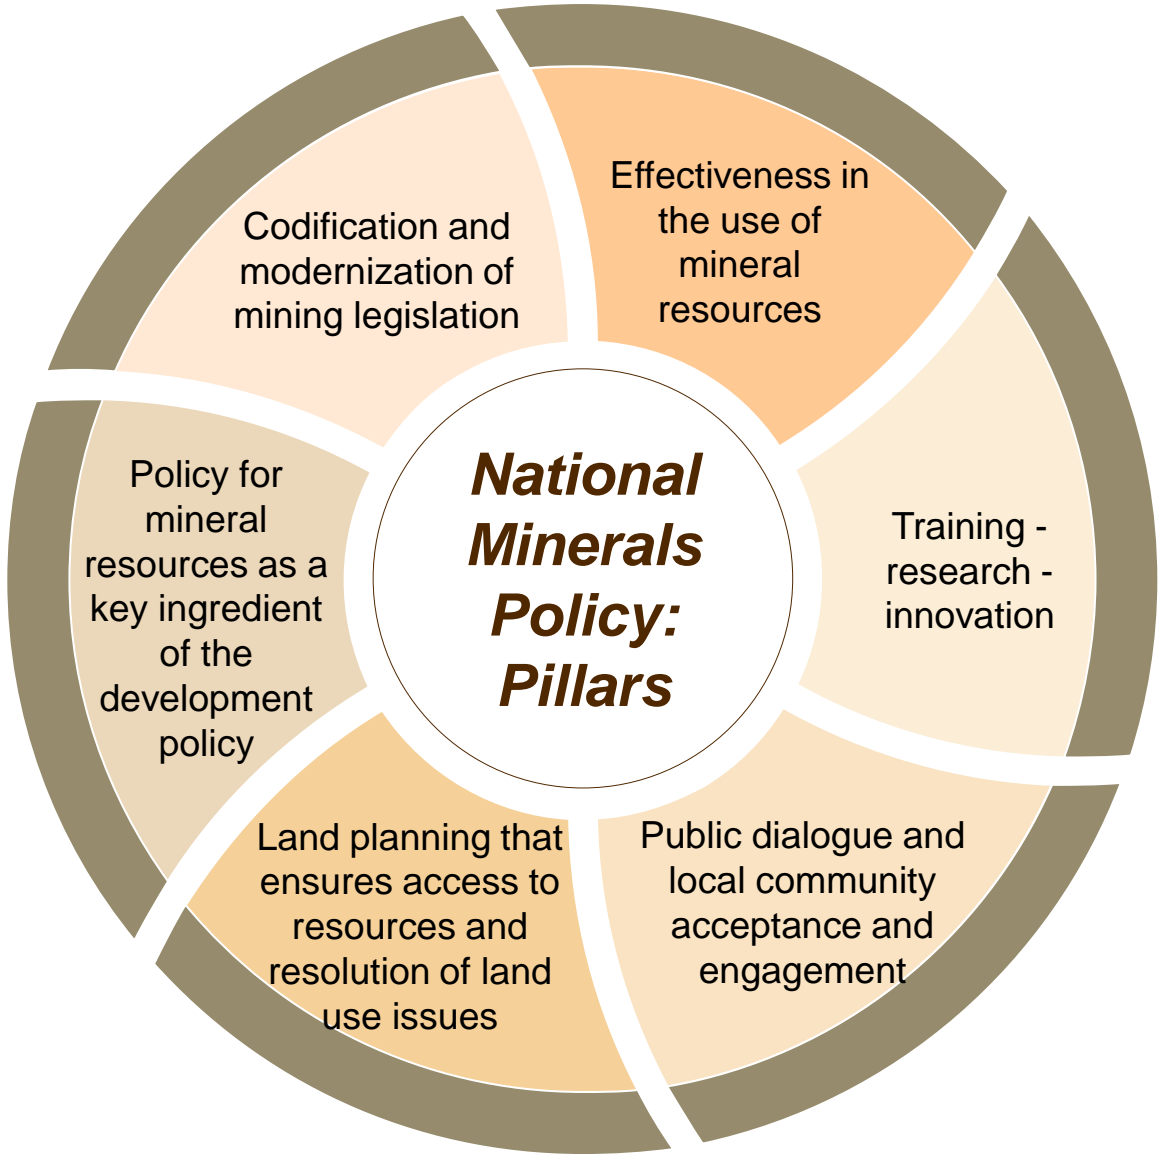 National
Minerals
Policy:
Pillars
Effectiveness in
the use of
mineral
resources
Training -
research -
innovation
Public dialogue and
local community
acceptance and
engagement
Land planning that
ensures access to
resources and
resolution of land
use issues
Policy for
mineral
resources as a
key ingredient
of the
development
policy
Codification and
modernization of
mining legislation